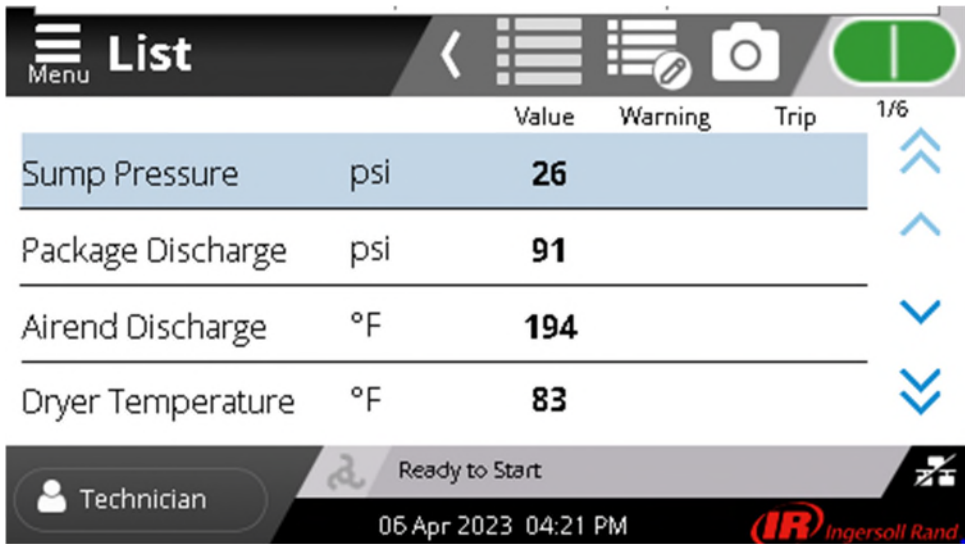 Menu List
Value Warning Trip 1/6
Sump Pressure psi 26
Package Discharge psi 91
Airend Discharge °F 194
Dryer Temperature °F 83
Technician
Ready to Start
06 Apr 2023 04:21 PM
IR Ingersoll Rand